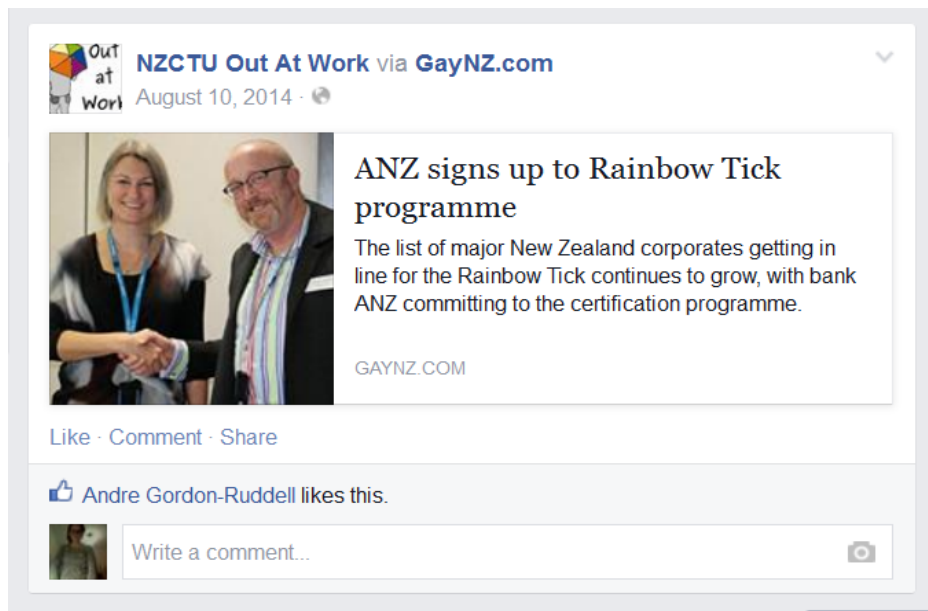 Out
at
Work
NZCTU Out At Work via GayNZ.com
August 10, 2014 ·
ANZ signs up to Rainbow Tick
programme
The list of major New Zealand corporates getting in
line for the Rainbow Tick continues to grow, with bank
ANZ committing to the certification programme.
GAYNZ.COM
Like · Comment · Share
Andre Gordon-Ruddell likes this.
Write a comment...